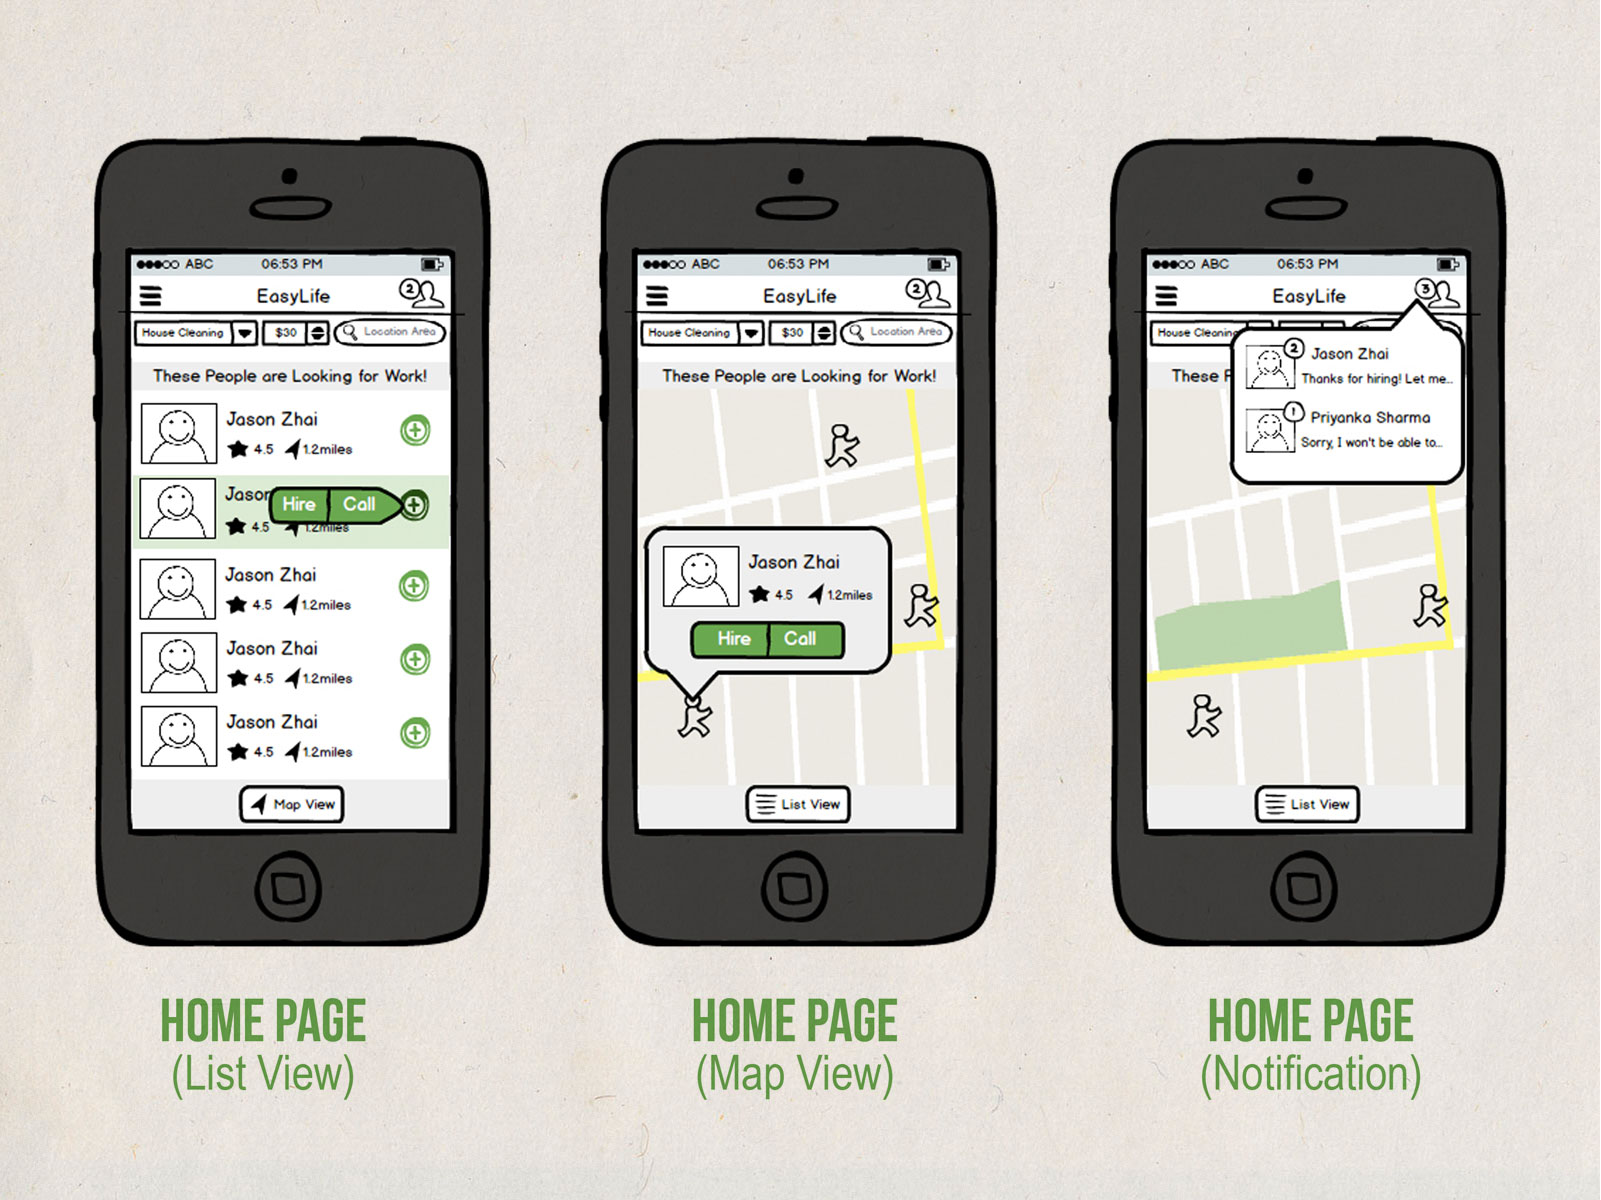 ABC 06:53 PM
2
EasyLife
House Cleaning $30 Location Area
These People are Looking for Work!
Jason Zhai
4.5 1.2miles
Jason
Hire Call
4.5 1.2miles
Jason Zhai
4.5 1.2miles
Jason Zhai
4.5 1.2miles
Jason Zhai
4.5 1.2miles
Map View
HOME PAGE
(List View)
ABC 06:53 PM
2
EasyLife
House Cleaning $30 Location Area
These People are Looking for Work!
Jason Zhai
4.5 1.2miles
Hire Call
List View
HOME PAGE
(Map View)
ABC 06:53 PM
3
EasyLife
House Cleaning
These P
2 Jason Zhai
Thanks for hiring! Let me..
! Priyanka Sharma
Sorry, I won't be able to...
List View
HOME PAGE
(Notification)